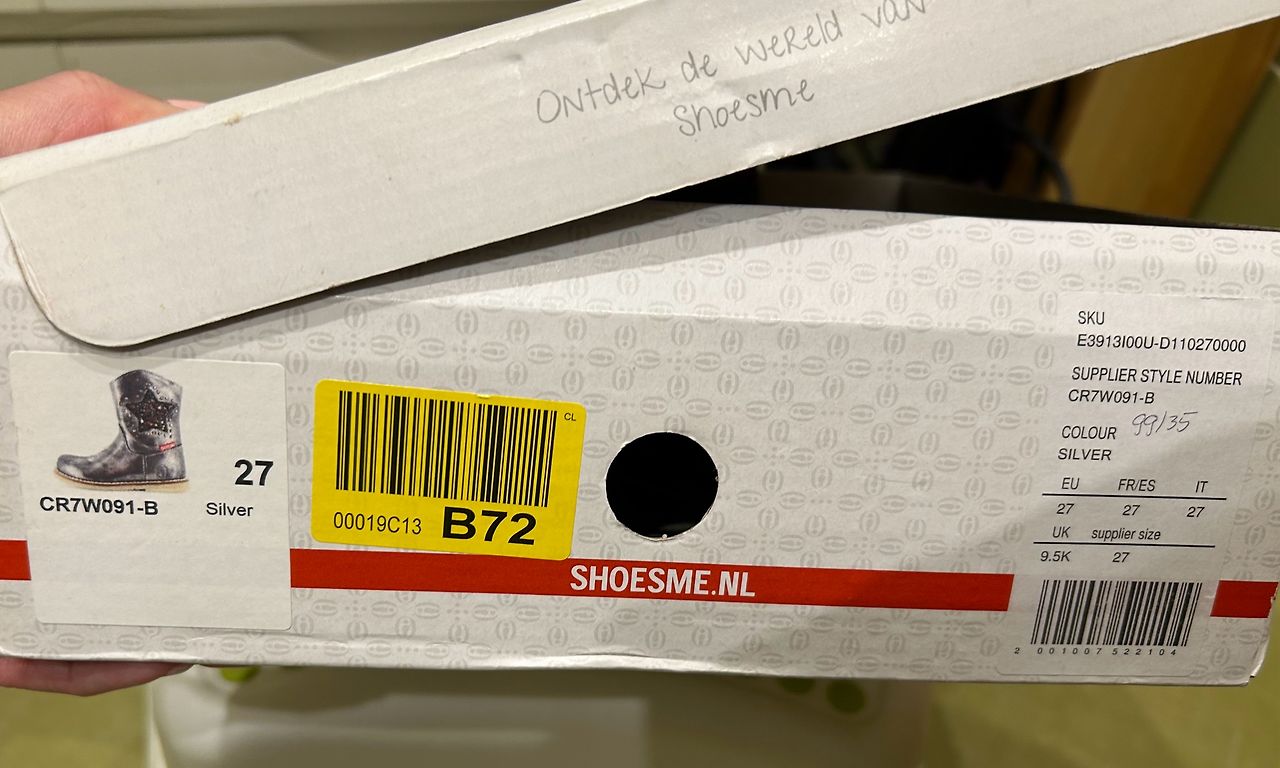 Ontdek de wereld van
Shoesme
27
CR7W091-B Silver
CL
00019C13 B72
SHOESME.NL
SKU
E3913I00U-D110270000
SUPPLIER STYLE NUMBER
CR7W091-B
COLOUR 99/35
SILVER
EU FR/ES IT
27 27 27
UK supplier size
9.5K 27
2 001007 522104